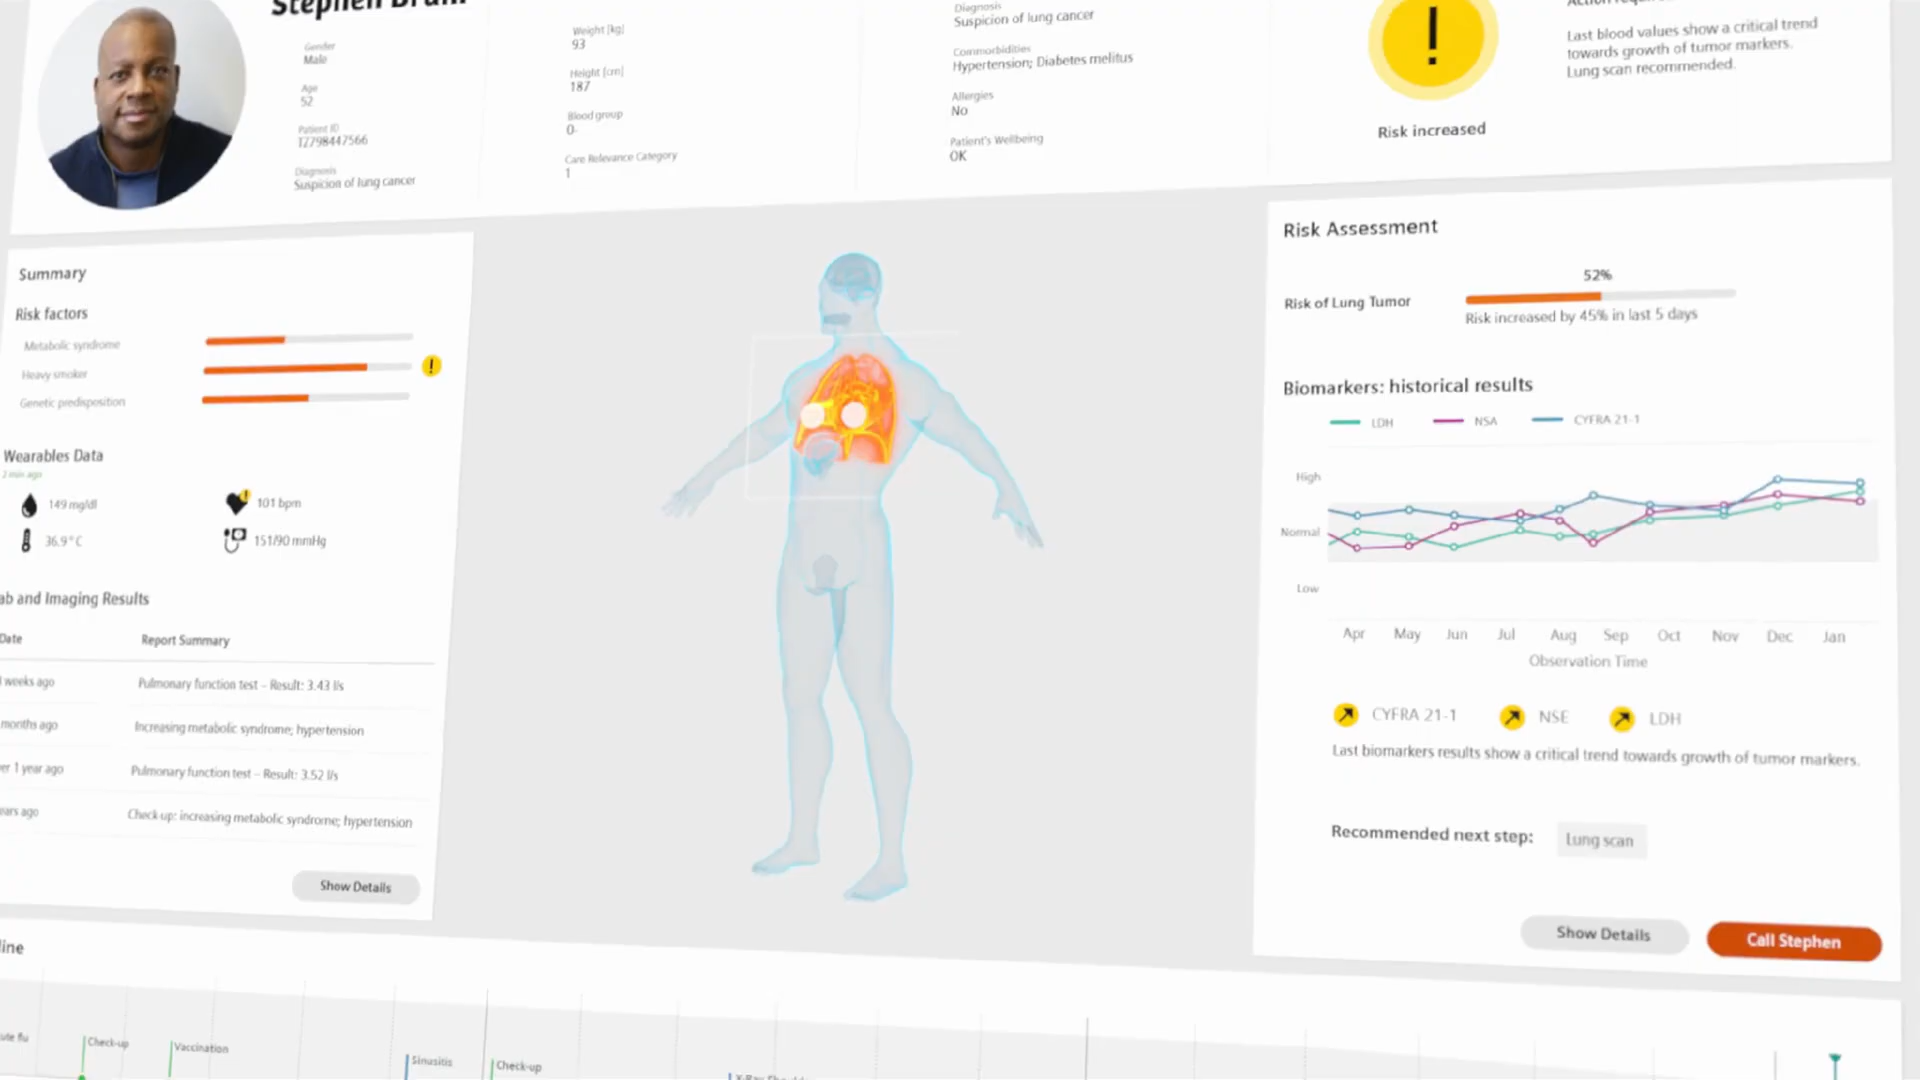 Stephen
Gender
Male
Age
52
Patient ID
TZ798447566
Diagnosis
Suspicion of lung cancer
Weight [kg]
93
Height [cm]
187
Blood group
0-
Care Relevance Category
1
Diagnosis
Suspicion of lung cancer
Commorbidities
Hypertension; Diabetes melitus
Allergies
No
Patient's Wellbeing
OK
!
Risk increased
Last blood values show a critical trend
towards growth of tumor markers.
Lung scan recommended.
Summary
Risk factors
Metabolic syndrome
Heavy smoker
!
Genetic predisposition
Wearables Data
2 min ago
149 mg/dl
! 101 bpm
36.9°C
151/90 mmHg
ab and Imaging Results
Date Report Summary
weeks ago Pulmonary function test – Result: 3.43 l/s
months ago Increasing metabolic syndrome; hypertension
er 1 year ago Pulmonary function test – Result: 3.52 l/s
ears ago Check up: increasing metabolic syndrome; hypertension
Show Details
Risk Assessment
52%
Risk of Lung Tumor
Risk increased by 45% in last 5 days
Biomarkers: historical results
LDH NSA CYFRA 21-1
High
Normal
Low
Apr May Jun Jul Aug Sep Oct Nov Dec Jan
Observation Time
CYFRA 21-1 NSE LDH
Last biomarkers results show a critical trend towards growth of tumor markers.
Recommended next step: Lung scan
Show Details Call Stephen
line
ute flu
Check-up
Vaccination
Sinusitis
Check-up